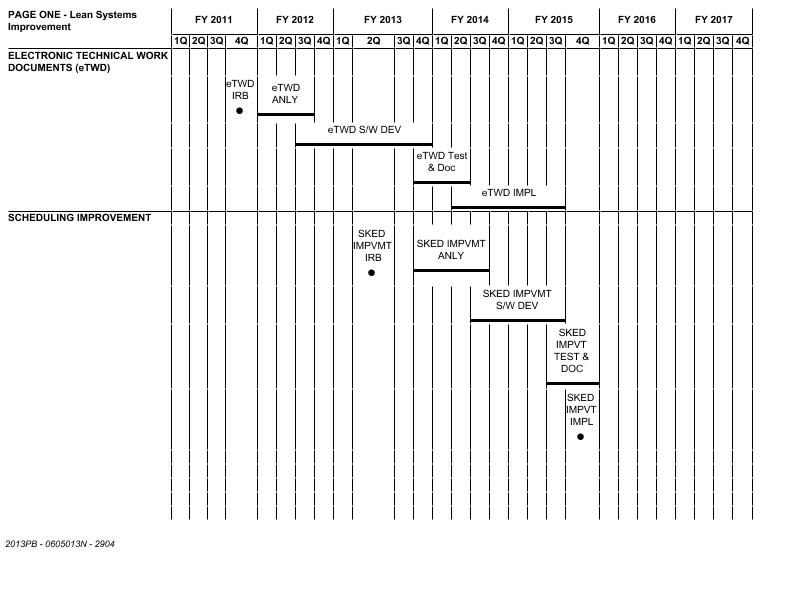 PAGE ONE - Lean Systems
Improvement
FY 2011 FY 2012 FY 2013 FY 2014 FY 2015 FY 2016 FY 2017
1Q 2Q 3Q 4Q 1Q 2Q 3Q 4Q 1Q 2Q 3Q 4Q 1Q 2Q 3Q 4Q 1Q 2Q 3Q 4Q 1Q 2Q 3Q 4Q 1Q 2Q 3Q 4Q
ELECTRONIC TECHNICAL WORK
DOCUMENTS (eTWD)
eTWD
IRB
eTWD
ANLY
eTWD S/W DEV
eTWD Test
& Doc
eTWD IMPL
SCHEDULING IMPROVEMENT
SKED
IMPVMT
IRB
SKED IMPVMT
ANLY
SKED IMPVMT
S/W DEV
SKED
IMPVT
TEST &
DOC
SKED
IMPVT
IMPL
2013PB - 0605013N - 2904